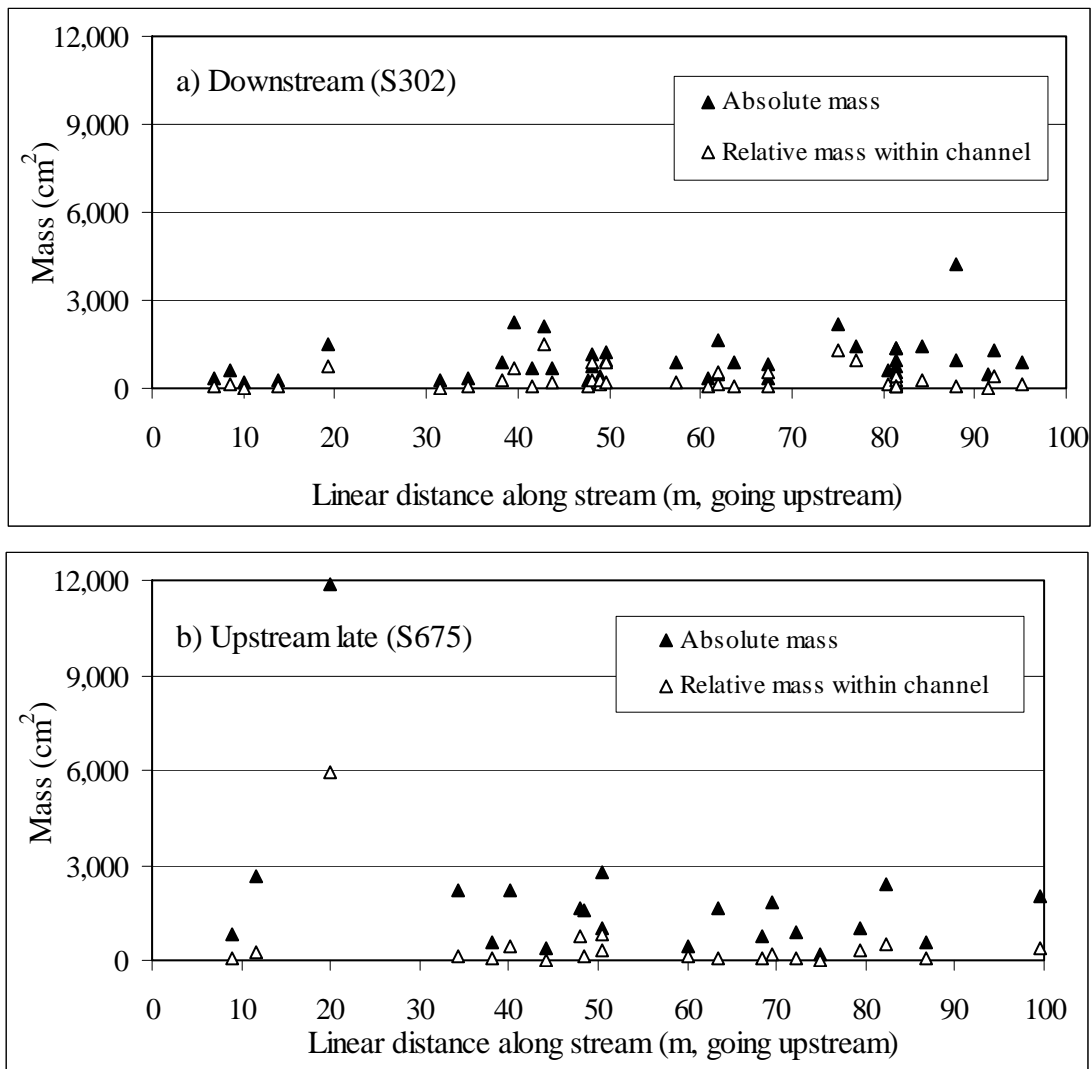 12,000
9,000
6,000
3,000
0
Mass (cm²)
a) Downstream (S302)
Absolute mass
Relative mass within channel
0 10 20 30 40 50 60 70 80 90 100
Linear distance along stream (m, going upstream)
12,000
9,000
6,000
3,000
0
Mass (cm²)
b) Upstream late (S675)
Absolute mass
Relative mass within channel
0 10 20 30 40 50 60 70 80 90 100
Linear distance along stream (m, going upstream)